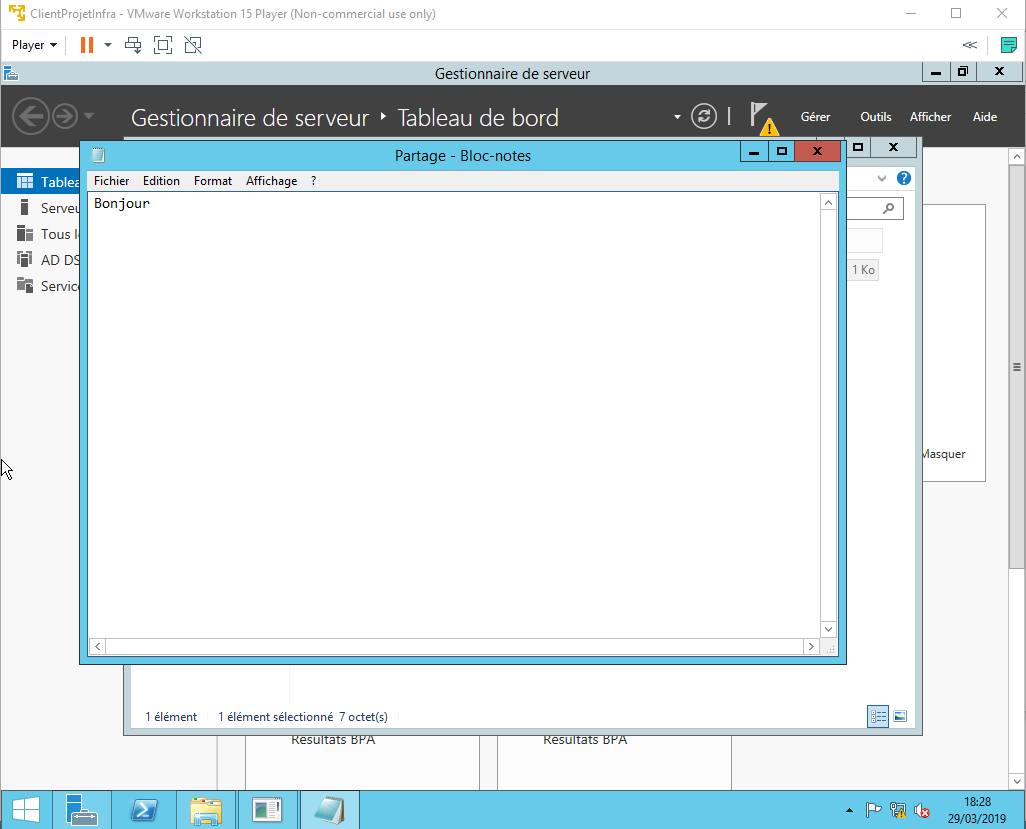 ClientProjetInfra - VMware Workstation 15 Player (Non-commercial use only)
Player
Gestionnaire de serveur
Gestionnaire de serveur ‣ Tableau de bord
Gérer Outils Afficher Aide
Partage - Bloc-notes
Fichier Edition Format Affichage ?
Bonjour
Tablea
Serveu
Tous l
AD DS
Service
1 Ko
Masquer
1 élément 1 élément sélectionné 7 octet(s)
Résultats BPA Résultats BPA
18:28
29/03/2019